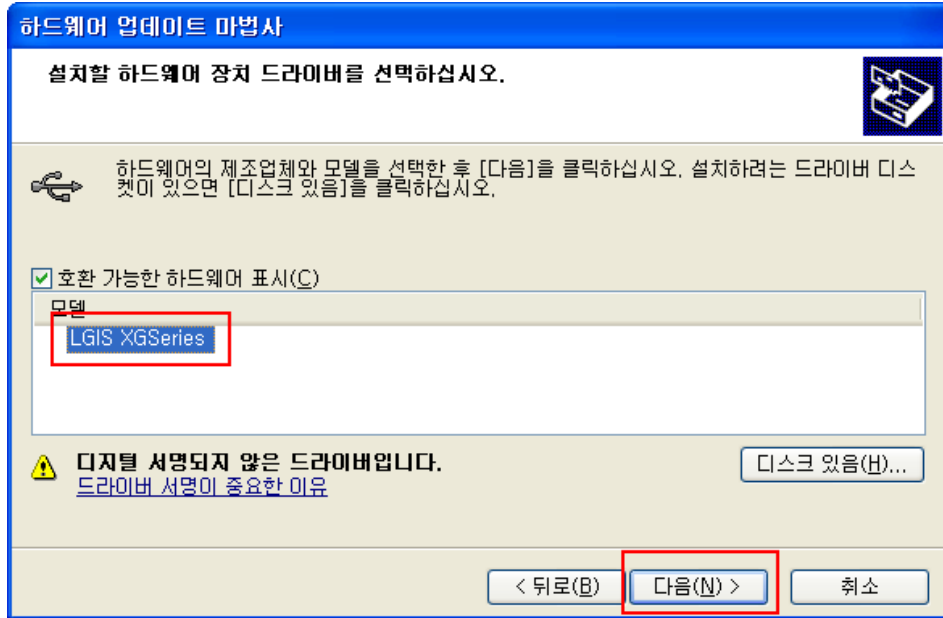 하드웨어 업데이트 마법사
설치할 하드웨어 장치 드라이버를 선택하십시오.
하드웨어의 제조업체와 모델을 선택한 후 [다음]을 클릭하십시오. 설치하려는 드라이버 디스
켓이 있으면 [디스크 있음]을 클릭하십시오.
호환 가능한 하드웨어 표시(C)
모델
LGIS XGSeries
디지털 서명되지 않은 드라이버입니다.
디스크 있음(H)...
드라이버 서명이 중요한 이유
< 뒤로(B) 다음(N) > 취소